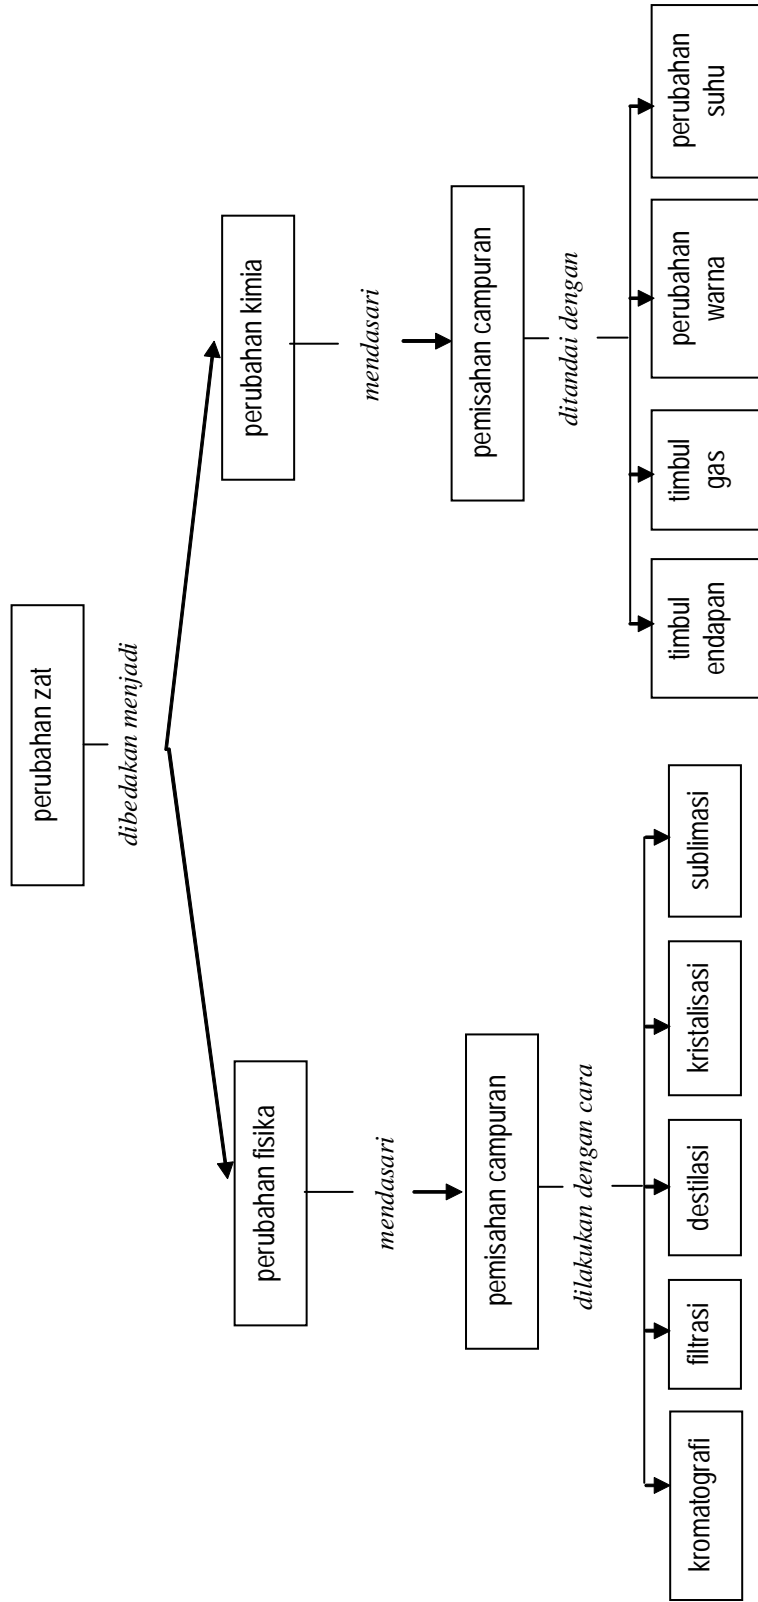 perubahan zat
dibedakan menjadi
perubahan fisika
perubahan kimia
mendasari
mendasari
pemisahan campuran
pemisahan campuran
dilakukan dengan cara
ditandai dengan
kromatografi
filtrasi
destilasi
kristalisasi
sublimasi
timbul
endapan
timbul
gas
perubahan
warna
perubahan
suhu